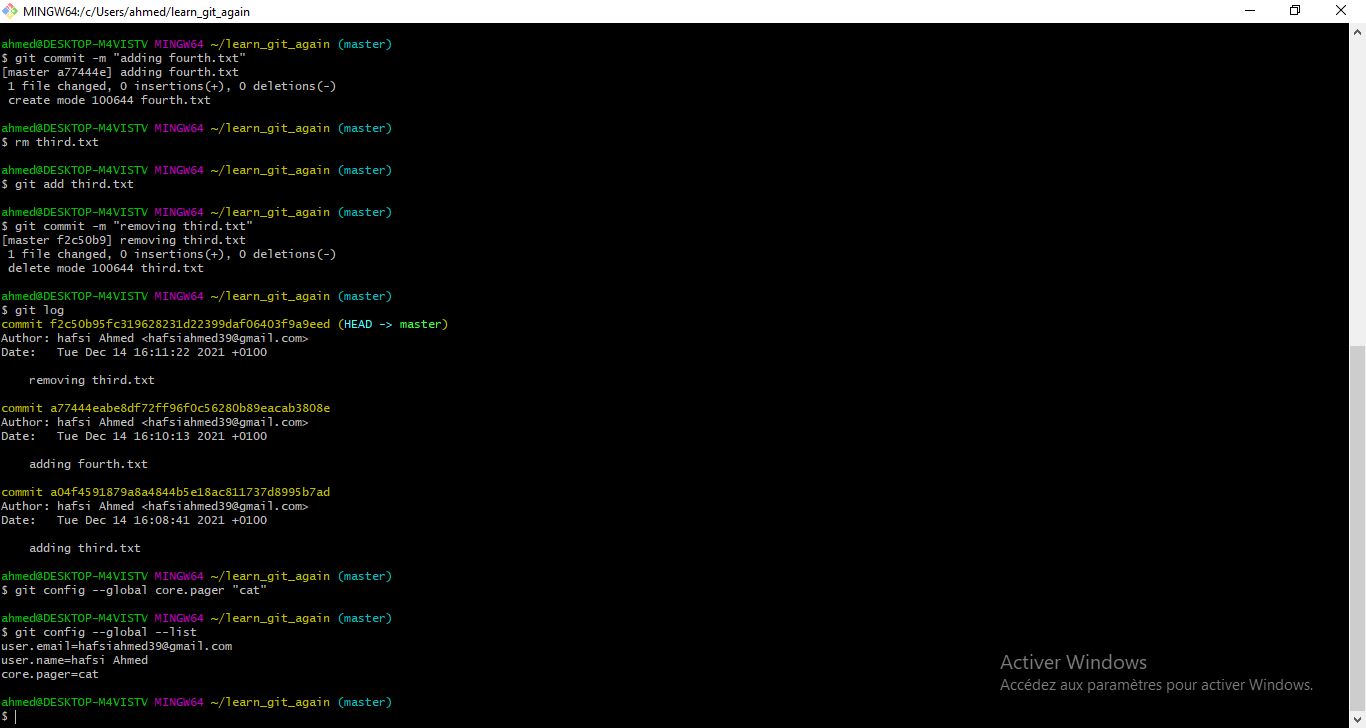 MINGW64:/c/Users/ahmed/learn_git_again
ahmed@DESKTOP-M4VISTV MINGW64 ~/learn_git_again (master)
$ git commit -m "adding fourth.txt"
[master a77444e] adding fourth.txt
 1 file changed, 0 insertions(+), 0 deletions(-)
 create mode 100644 fourth.txt
ahmed@DESKTOP-M4VISTV MINGW64 ~/learn_git_again (master)
$ rm third.txt
ahmed@DESKTOP-M4VISTV MINGW64 ~/learn_git_again (master)
$ git add third.txt
ahmed@DESKTOP-M4VISTV MINGW64 ~/learn_git_again (master)
$ git commit -m "removing third.txt"
[master f2c50b9] removing third.txt
 1 file changed, 0 insertions(+), 0 deletions(-)
 delete mode 100644 third.txt
ahmed@DESKTOP-M4VISTV MINGW64 ~/learn_git_again (master)
$ git log
commit f2c50b95fc319628231d22399daf06403f9a9eed (HEAD -> master)
Author: hafsi Ahmed <hafsiahmed39@gmail.com>
Date:   Tue Dec 14 16:11:22 2021 +0100
    removing third.txt
commit a77444eabe8df72ff96f0c56280b89eacab3808e
Author: hafsi Ahmed <hafsiahmed39@gmail.com>
Date:   Tue Dec 14 16:10:13 2021 +0100
    adding fourth.txt
commit a04f4591879a8a4844b5e18ac811737d8995b7ad
Author: hafsi Ahmed <hafsiahmed39@gmail.com>
Date:   Tue Dec 14 16:08:41 2021 +0100
    adding third.txt
ahmed@DESKTOP-M4VISTV MINGW64 ~/learn_git_again (master)
$ git config --global core.pager "cat"
ahmed@DESKTOP-M4VISTV MINGW64 ~/learn_git_again (master)
$ git config --global --list
user.email=hafsiahmed39@gmail.com
user.name=hafsi Ahmed
core.pager=cat
ahmed@DESKTOP-M4VISTV MINGW64 ~/learn_git_again (master)
$
Activer Windows
Accédez aux paramètres pour activer Windows.